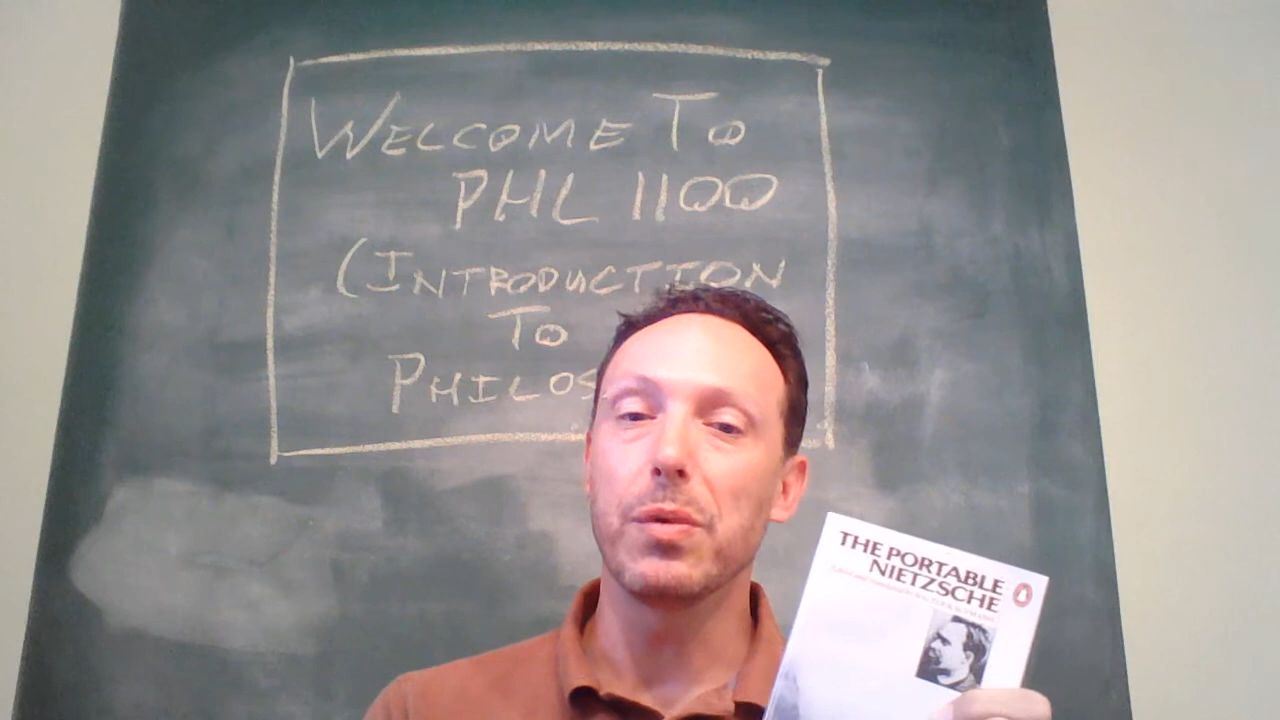 WELCOME TO
PHL 1100
(INTRODUCTION
TO
PHILOS
THE PORTABLE
NIETZSCHE